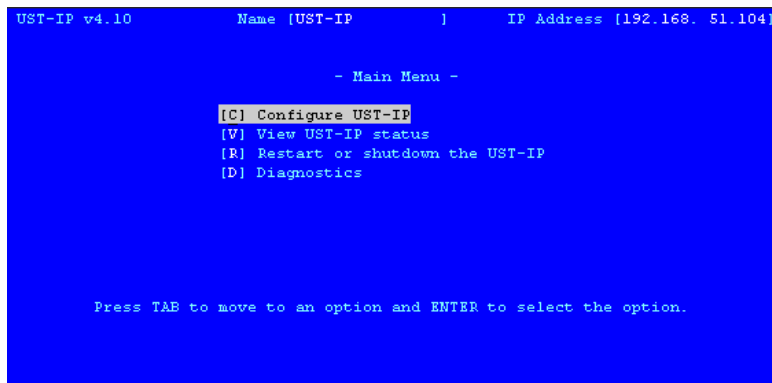 UST-IP v4.10 Name [UST-IP ] IP Address [192.168. 51.104]
- Main Menu -
[C] Configure UST-IP
[V] View UST-IP status
[R] Restart or shutdown the UST-IP
[D] Diagnostics
Press TAB to move to an option and ENTER to select the option.